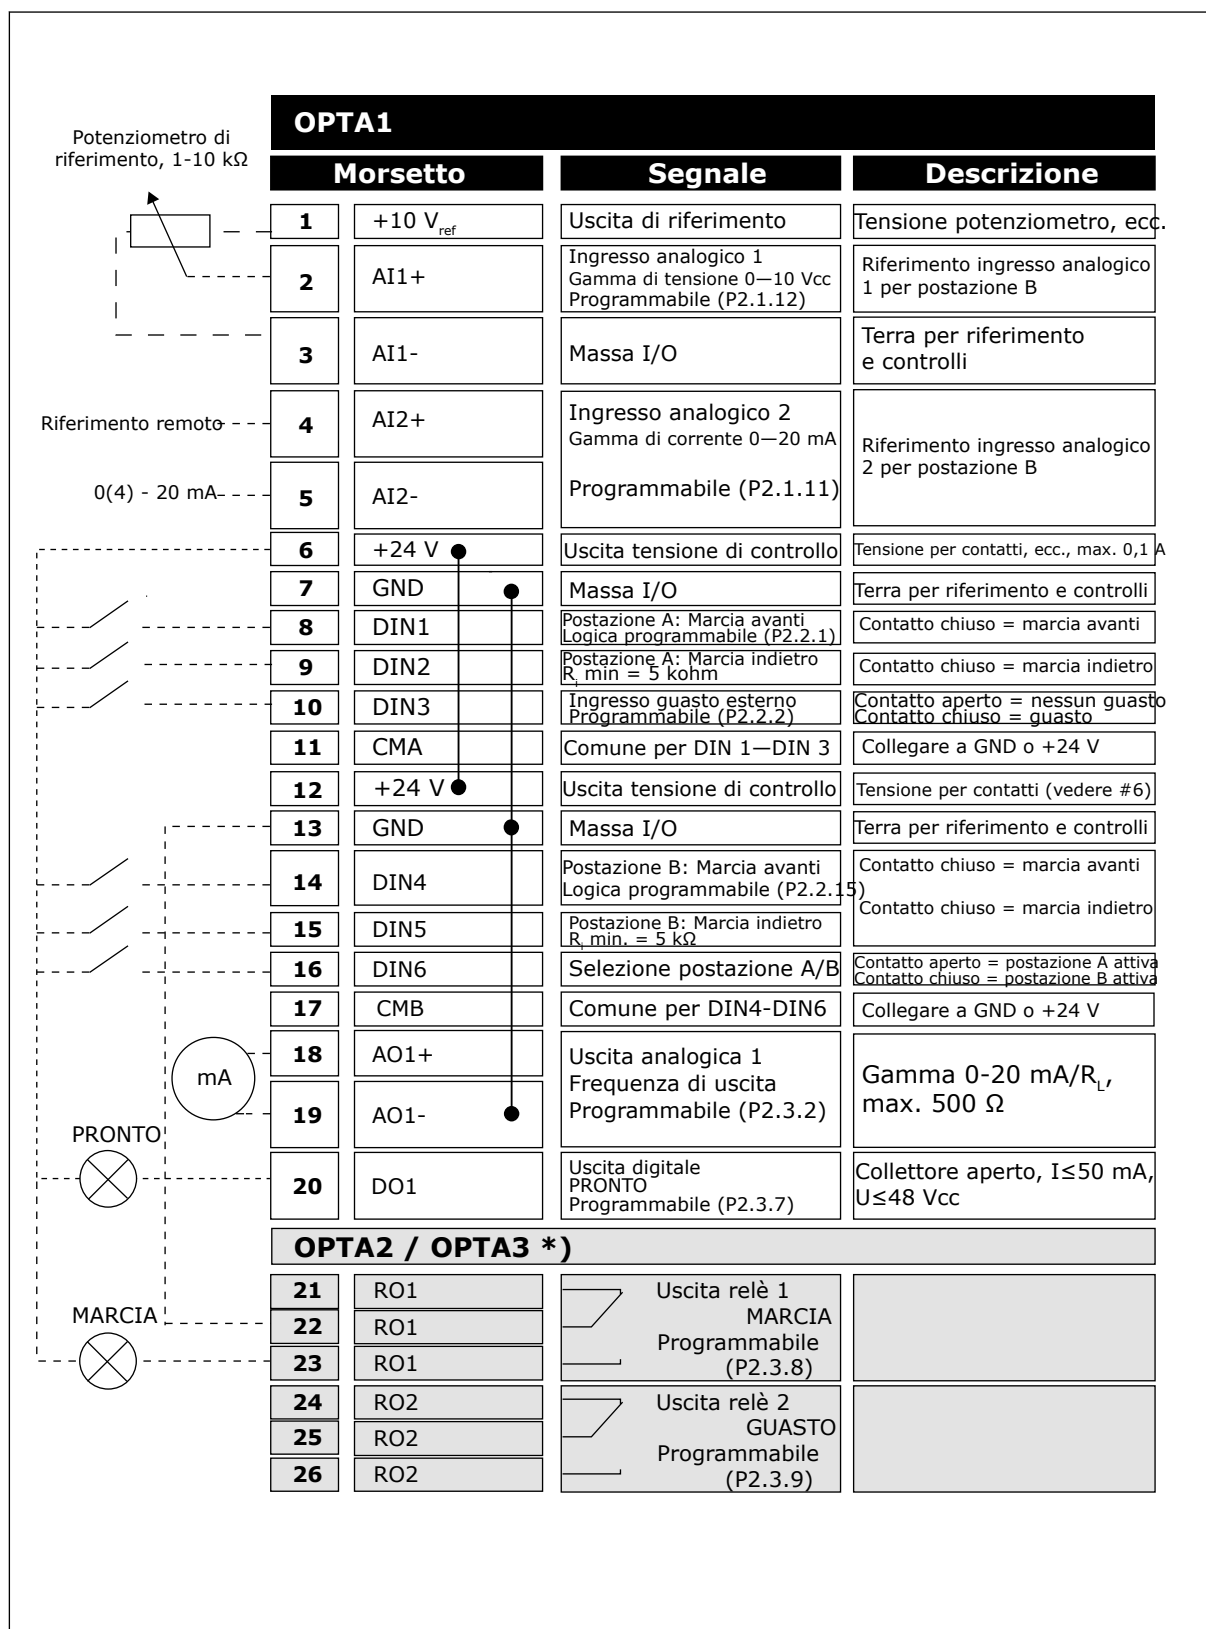 OPTA1
Potenziometro di
riferimento, 1-10 kΩ
Morsetto Segnale Descrizione
1 +10 Vref Uscita di riferimento Tensione potenziometro, ecc.
2 AI1+
Ingresso analogico 1
Gamma di tensione 0—10 Vcc
Programmabile (P2.1.12)
Riferimento ingresso analogico
1 per postazione B
3 AI1- Massa I/O
Terra per riferimento
e controlli
Riferimento remoto
4 AI2+
0(4) - 20 mA
5 AI2-
Ingresso analogico 2
Gamma di corrente 0—20 mA
Programmabile (P2.1.11)
Riferimento ingresso analogico
2 per postazione B
6 +24 V Uscita tensione di controllo Tensione per contatti, ecc., max. 0,1 A
7 GND Massa I/O Terra per riferimento e controlli
8 DIN1
Postazione A: Marcia avanti
Logica programmabile (P2.2.1)
Contatto chiuso = marcia avanti
9 DIN2
Postazione A: Marcia indietro
Ri min = 5 kohm
Contatto chiuso = marcia indietro
10 DIN3
Ingresso guasto esterno
Programmabile (P2.2.2)
Contatto aperto = nessun guasto
Contatto chiuso = guasto
11 CMA Comune per DIN 1—DIN 3 Collegare a GND o +24 V
12 +24 V Uscita tensione di controllo Tensione per contatti (vedere #6)
13 GND Massa I/O Terra per riferimento e controlli
14 DIN4
Postazione B: Marcia avanti
Logica programmabile (P2.2.15)
Contatto chiuso = marcia avanti
15 DIN5
Postazione B: Marcia indietro
Ri min. = 5 kΩ
Contatto chiuso = marcia indietro
16 DIN6 Selezione postazione A/B
Contatto aperto = postazione A attiva
Contatto chiuso = postazione B attiva
17 CMB Comune per DIN4-DIN6 Collegare a GND o +24 V
mA
18 AO1+
19 AO1-
Uscita analogica 1
Frequenza di uscita
Programmabile (P2.3.2)
Gamma 0-20 mA/RL,
max. 500 Ω
PRONTO
20 DO1
Uscita digitale
PRONTO
Programmabile (P2.3.7)
Collettore aperto, I≤50 mA,
U≤48 Vcc
OPTA2 / OPTA3 *)
MARCIA
21 RO1
22 RO1
23 RO1
Uscita relè 1
MARCIA
Programmabile
(P2.3.8)
24 RO2
25 RO2
26 RO2
Uscita relè 2
GUASTO
Programmabile
(P2.3.9)